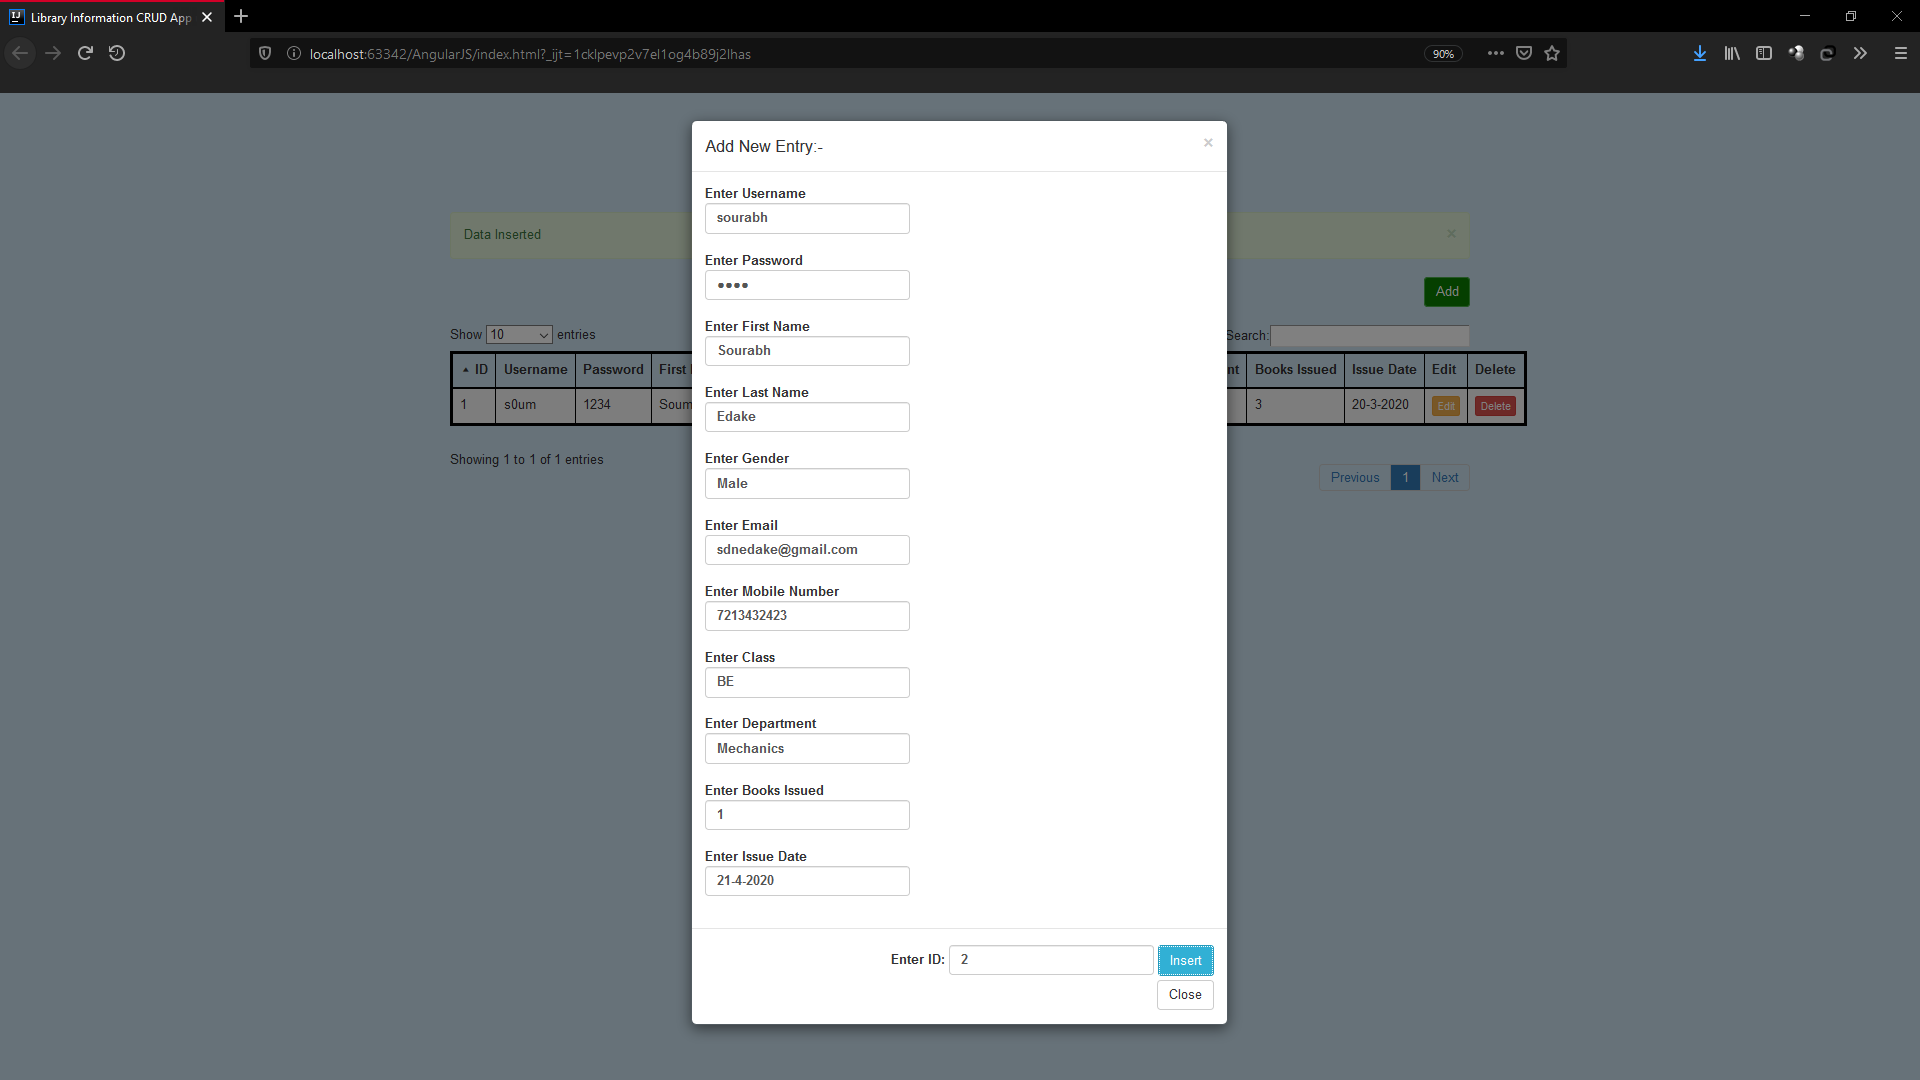 Library Information CRUD App
localhost:63342/AngularJS/index.html?_ijt=1cklpevp2v7el1og4b89j2lhas
90%
Add New Entry:-
×
Enter Username
sourabh
Data Inserted
×
Enter Password
••••
Add
Enter First Name
Sourabh
Show 10 entries
Search:
ID Username Password First nt Books Issued Issue Date Edit Delete
1 s0um 1234 Soum 3 20-3-2020 Edit Delete
Enter Last Name
Edake
Showing 1 to 1 of 1 entries
Previous 1 Next
Enter Gender
Male
Enter Email
sdnedake@gmail.com
Enter Mobile Number
7213432423
Enter Class
BE
Enter Department
Mechanics
Enter Books Issued
1
Enter Issue Date
21-4-2020
Enter ID: 2 Insert
Close